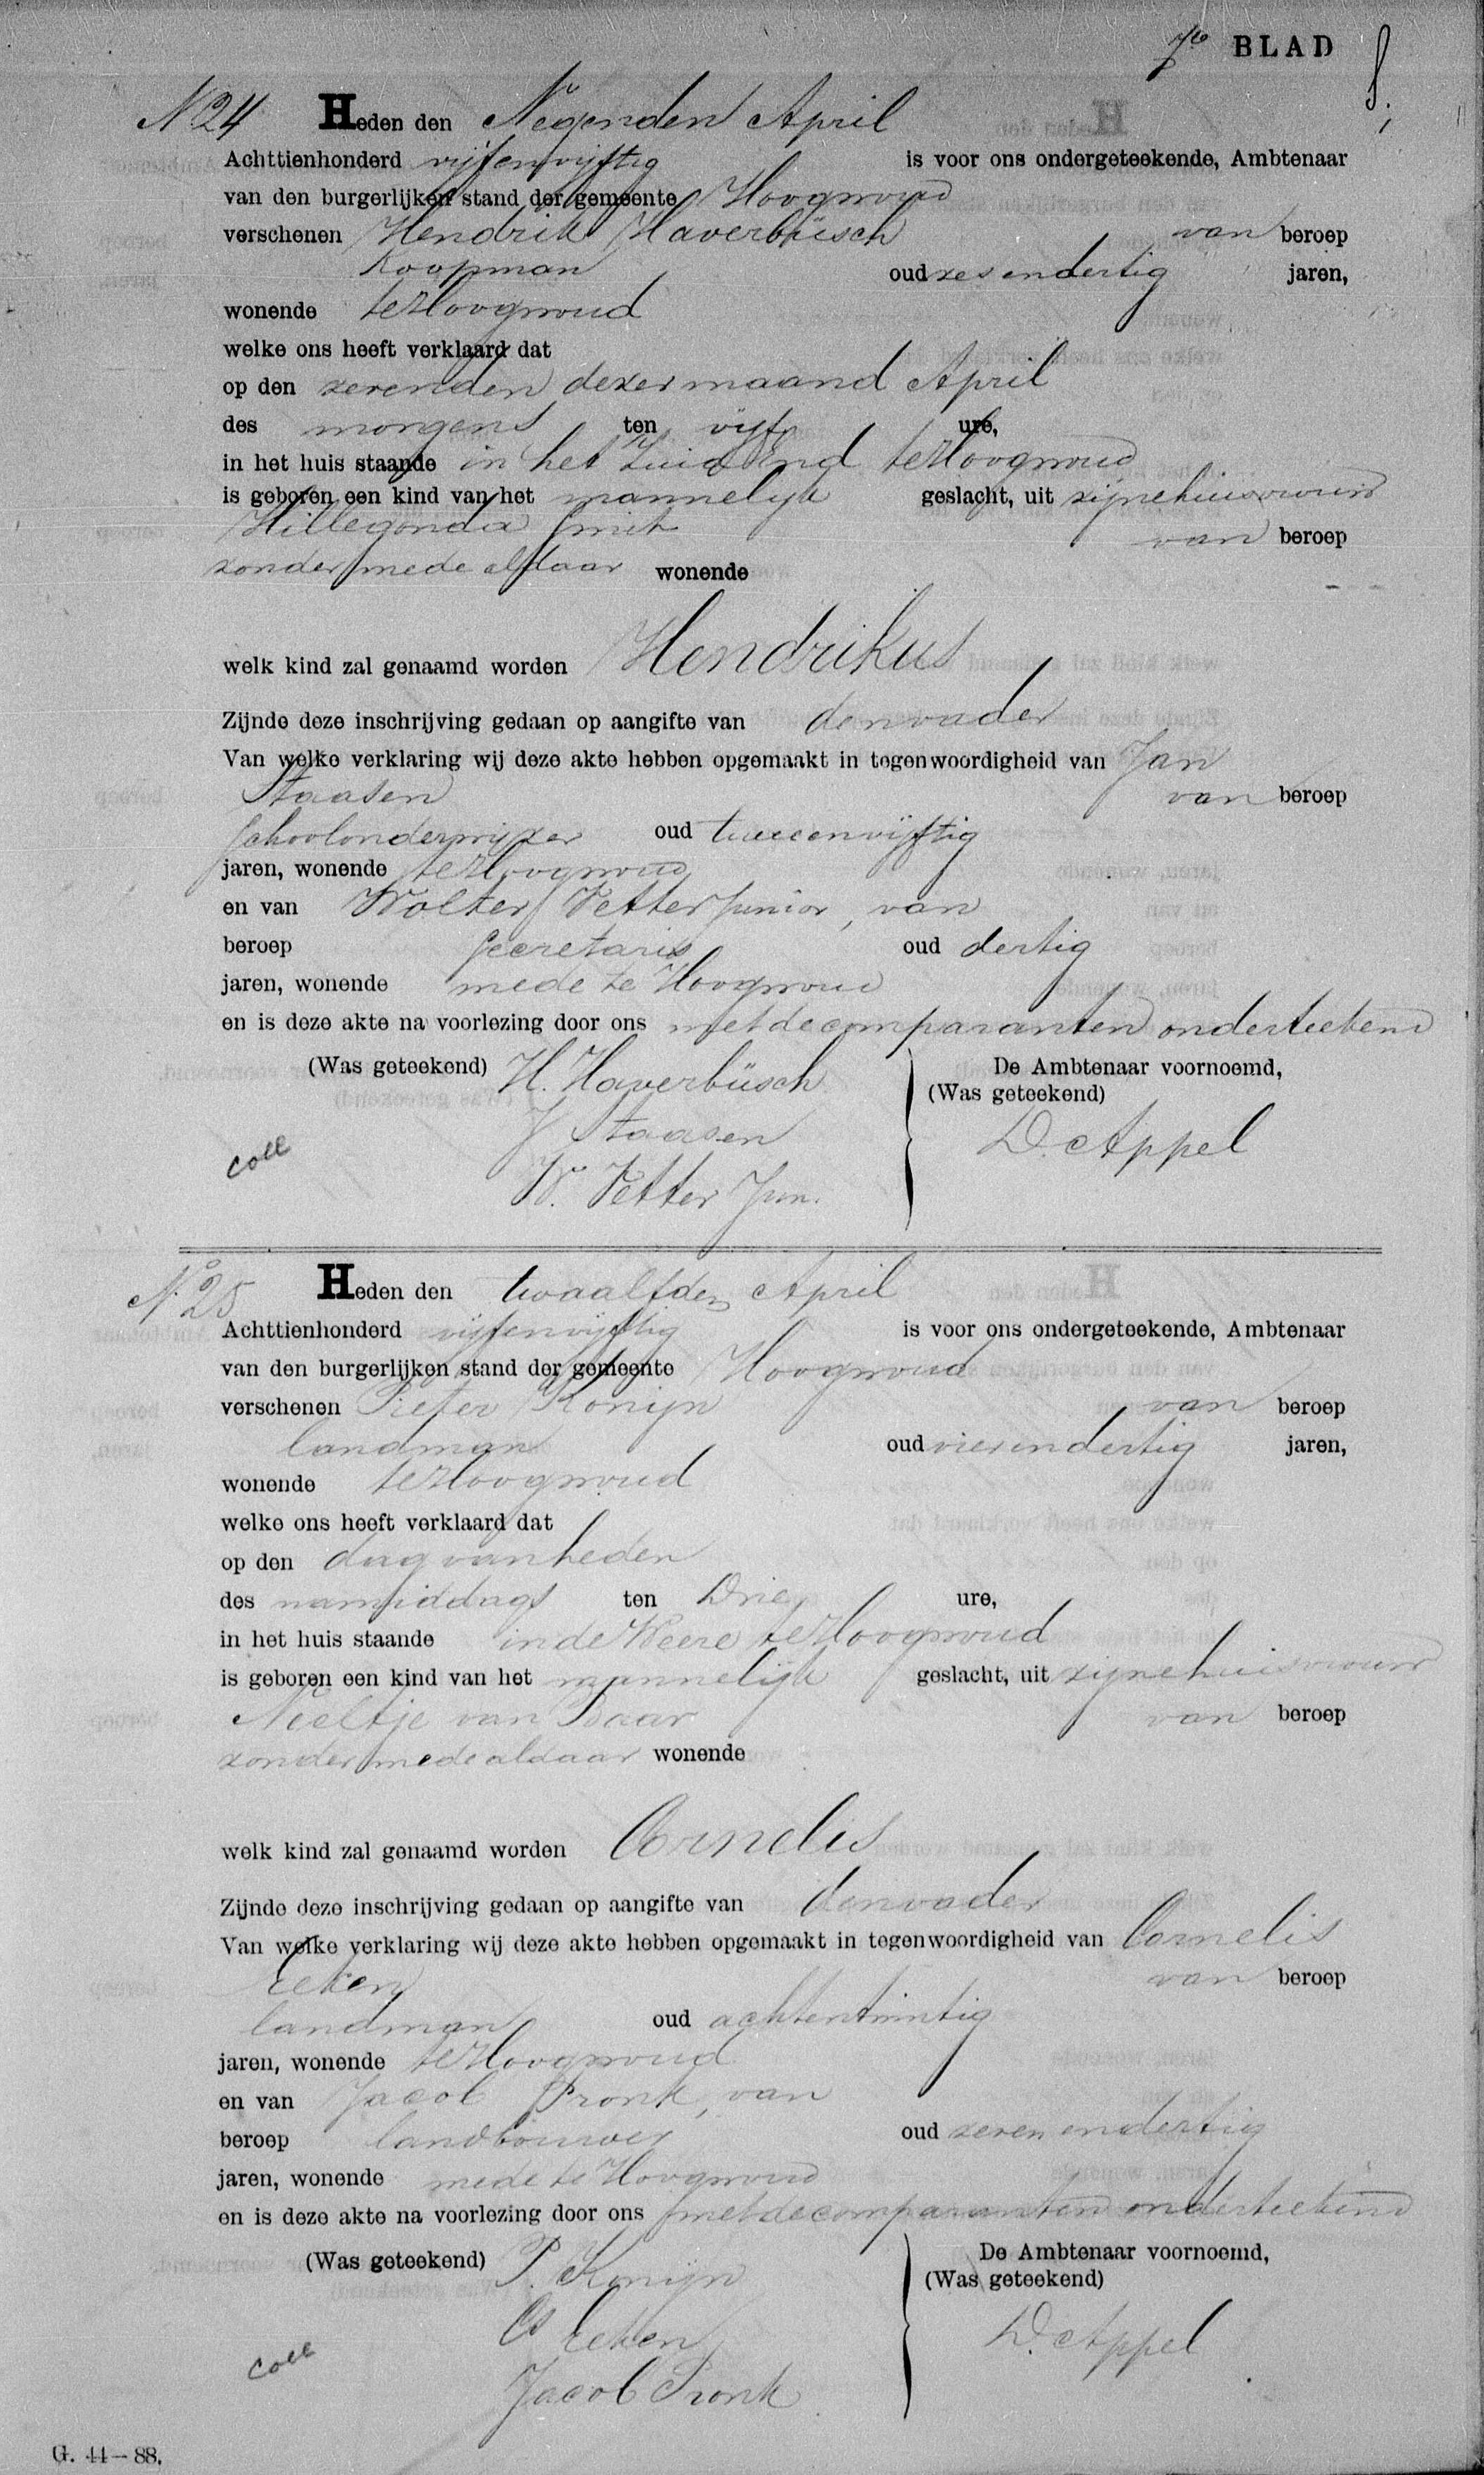 7e BLAD 8.
N 24 Heden den Negenden April
Achttienhonderd vijfenvijftig is voor ons ondergeteekende, Ambtenaar
van den burgerlijken stand der gemeente Hoogwoud
verschenen Hendrik Haverbüsch van beroep
Koopman oud zesendertig jaren,
wonende te Hoogwoud
welke ons heeft verklaard dat
op den zevenden dezer maand April
des morgens ten vijf ure,
in het huis staande in het Zuid End te Hoogwoud
is geboren een kind van het mannelijk geslacht, uit zijne huisvrouw
Hillegonda Smit van beroep
zonder mede aldaar wonende
welk kind zal genaamd worden Hendrikus
Zijnde deze inschrijving gedaan op aangifte van den vader
Van welke verklaring wij deze akte hebben opgemaakt in tegenwoordigheid van Jan
Staasen van beroep
schoolonderwijzer oud tweeenvijftig
jaren, wonende te Hoogwoud
en van Wolter Vetter Junior, van
beroep Secretaris oud dertig
jaren, wonende mede te Hoogwoud
en is deze akte na voorlezing door ons met de comparanten onderteekend
(Was geteekend) H. Haverbüsch De Ambtenaar voornoemd,
(Was geteekend)
J Staasen D. Appel
coll
W. Vetter Jun.
No 25 Heden den twaalfden April
Achttienhonderd vijfenvijftig is voor ons ondergeteekende, Ambtenaar
van den burgerlijken stand der gemeente Hoogwoud
verschenen Pieter Konijn van beroep
landman oud vierendertig jaren,
wonende te Hoogwoud
welke ons heeft verklaard dat
op den dag van heden
des namiddags ten Drie ure,
in het huis staande in de Weere te Hoogwoud
is geboren een kind van het mannelijk geslacht, uit zijne huisvrouw
Neeltje van Baar van beroep
zonder mede aldaar wonende
welk kind zal genaamd worden Cornelis
Zijnde deze inschrijving gedaan op aangifte van den vader
Van welke verklaring wij deze akte hebben opgemaakt in tegenwoordigheid van Cornelis
van beroep
landman oud achtentwintig
jaren, wonende te Hoogwoud
en van Jacob Pronk, van
beroep landbouwer oud zevenendertig
jaren, wonende mede te Hoogwoud
en is deze akte na voorlezing door ons met de comparanten onderteekend
(Was geteekend) P. Konijn De Ambtenaar voornoemd,
(Was geteekend)
Cs D. Appel
coll
Jacob Pronk
G. 44–88.